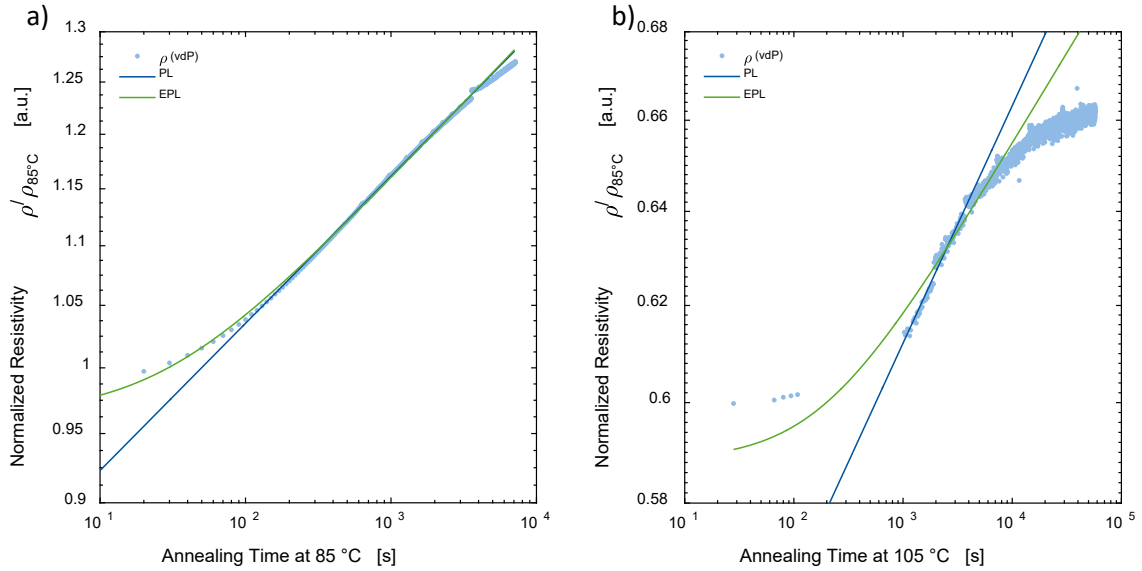 a)
1.3
1.25
1.2
1.15
1.1
1.05
1
0.95
0.9
ρ (vdP)
PL
EPL
Normalized Resistivity ρ/ρ85°C [a.u.]
10 1 10 2 10 3 10 4
Annealing Time at 85 °C [s]
b)
0.68
0.66
0.64
0.62
0.6
0.58
ρ (vdP)
PL
EPL
Normalized Resistivity ρ/ρ85°C [a.u.]
10 1 10 2 10 3 10 4 10 5
Annealing Time at 105 °C [s]